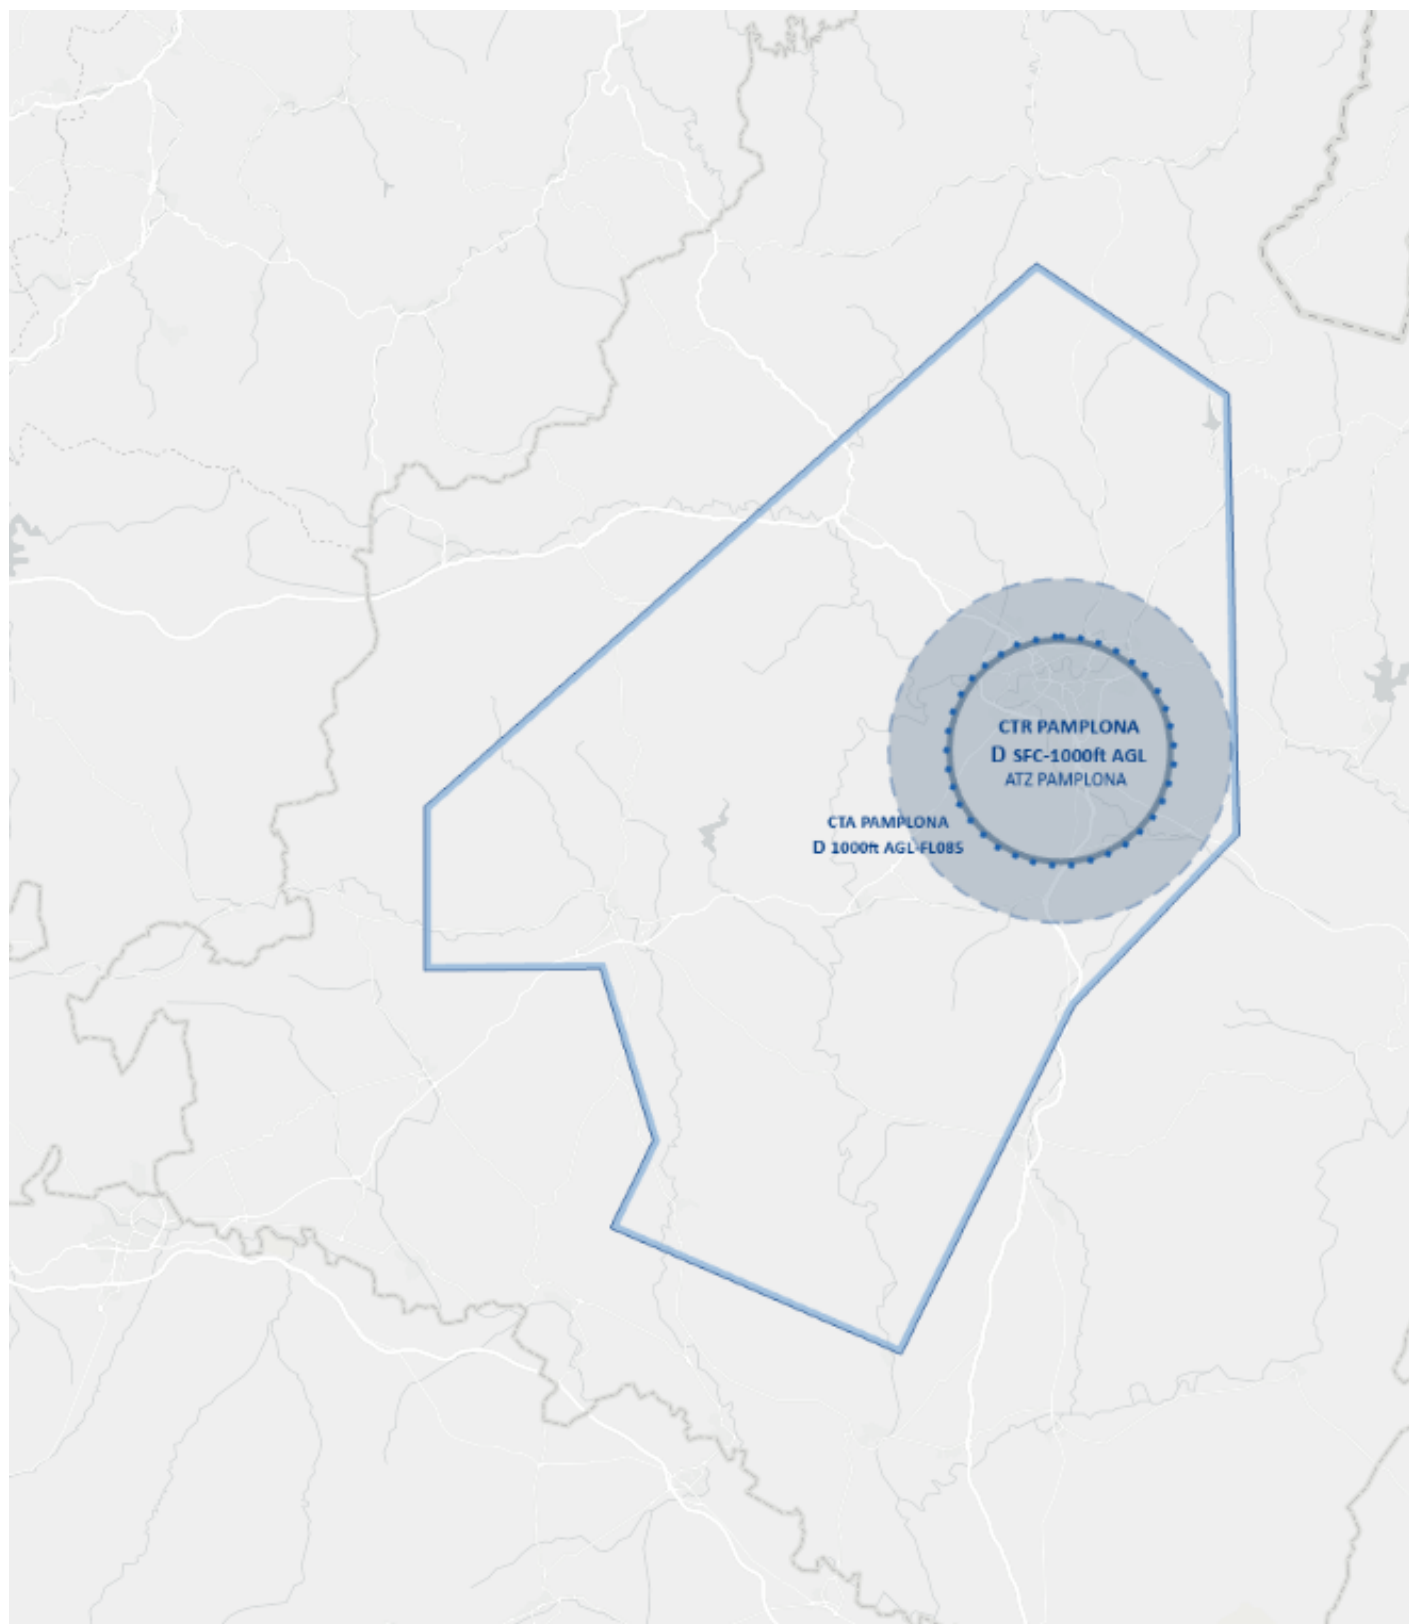 CTR PAMPLONA
D SFC-1000ft AGL
ATZ PAMPLONA
CTA PAMPLONA
D 1000ft AGL-FL085